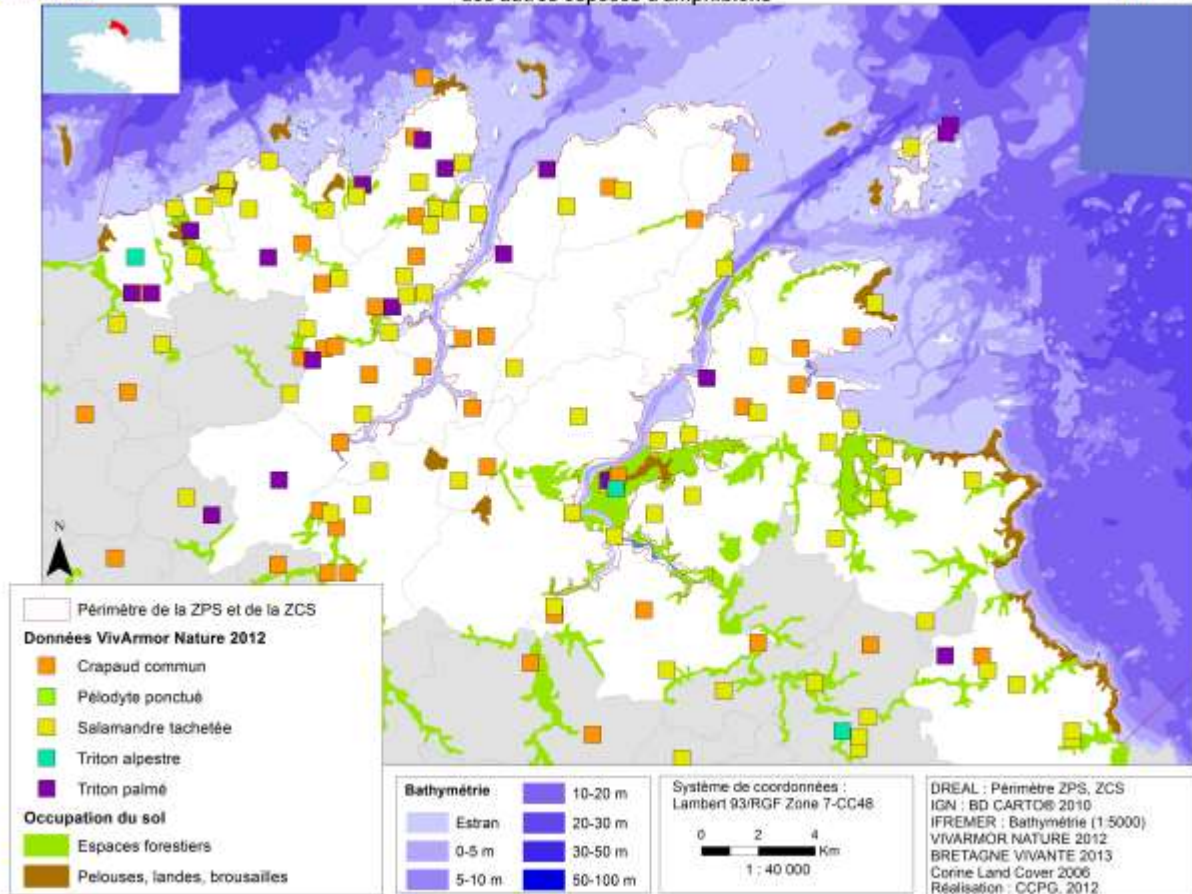 des autres espèces d'amphibiens
N
Périmètre de la ZPS et de la ZCS
Données VivArmor Nature 2012
Crapaud commun
Pélodyte ponctué
Salamandre tachetée
Triton alpestre
Triton palmé
Occupation du sol
Espaces forestiers
Pelouses, landes, brousailles
Bathymétrie
Estran
0-5 m
5-10 m
10-20 m
20-30 m
30-50 m
50-100 m
Système de coordonnées :
Lambert 93/RGF Zone 7-CC48
0 2 4
Km
1 : 40 000
DREAL : Périmètre ZPS, ZCS
IGN : BD CARTO® 2010
IFREMER : Bathymétrie (1:5000)
VIVARMOR NATURE 2012
BRETAGNE VIVANTE 2013
Corine Land Cover 2006
Réalisation : CCPG, 2012